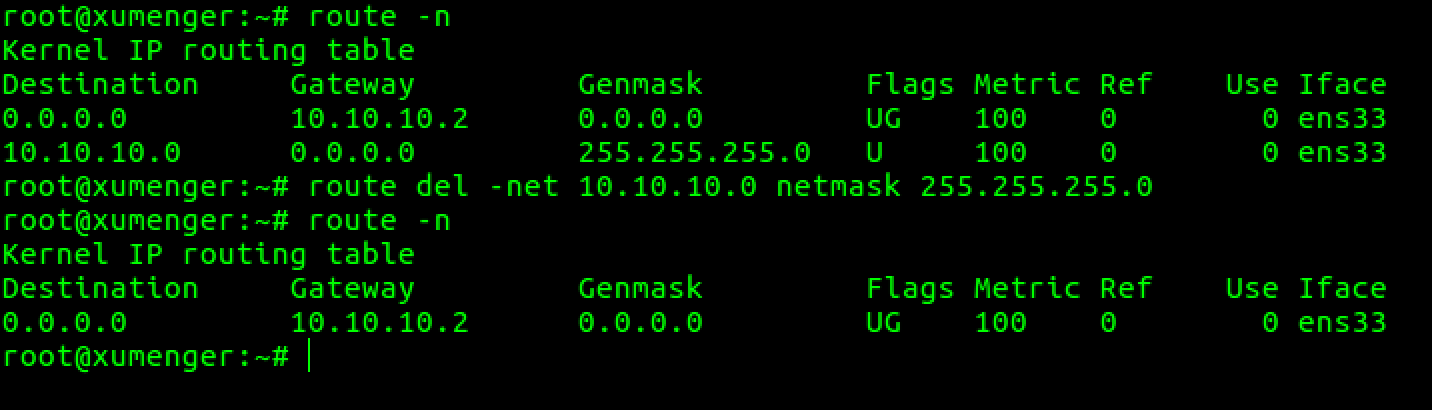 root@xumenger:~# route -n
Kernel IP routing table
Destination     Gateway         Genmask         Flags Metric Ref    Use Iface
0.0.0.0         10.10.10.2      0.0.0.0         UG    100    0        0 ens33
10.10.10.0      0.0.0.0         255.255.255.0   U     100    0        0 ens33
root@xumenger:~# route del -net 10.10.10.0 netmask 255.255.255.0
root@xumenger:~# route -n
Kernel IP routing table
Destination     Gateway         Genmask         Flags Metric Ref    Use Iface
0.0.0.0         10.10.10.2      0.0.0.0         UG    100    0        0 ens33
root@xumenger:~#